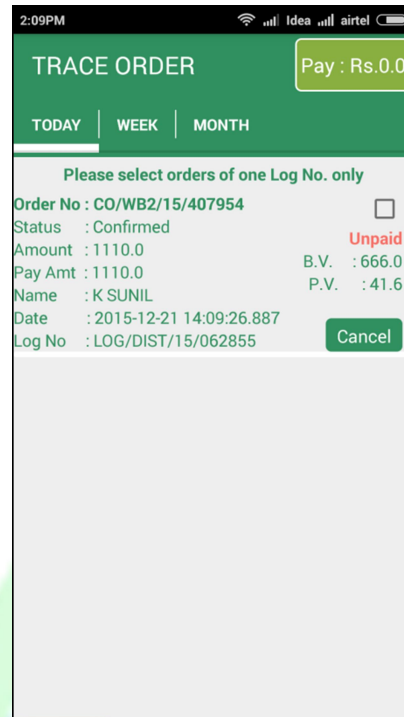 2:09PM Idea airtel
TRACE ORDER
Pay : Rs.0.0
TODAY WEEK MONTH
Please select orders of one Log No. only
Order No : CO/WB2/15/407954
Status : Confirmed
Unpaid
Amount : 1110.0
B.V. : 666.0
Pay Amt : 1110.0
P.V. : 41.6
Name : K SUNIL
Date : 2015-12-21 14:09:26.887
Log No : LOG/DIST/15/062855
Cancel